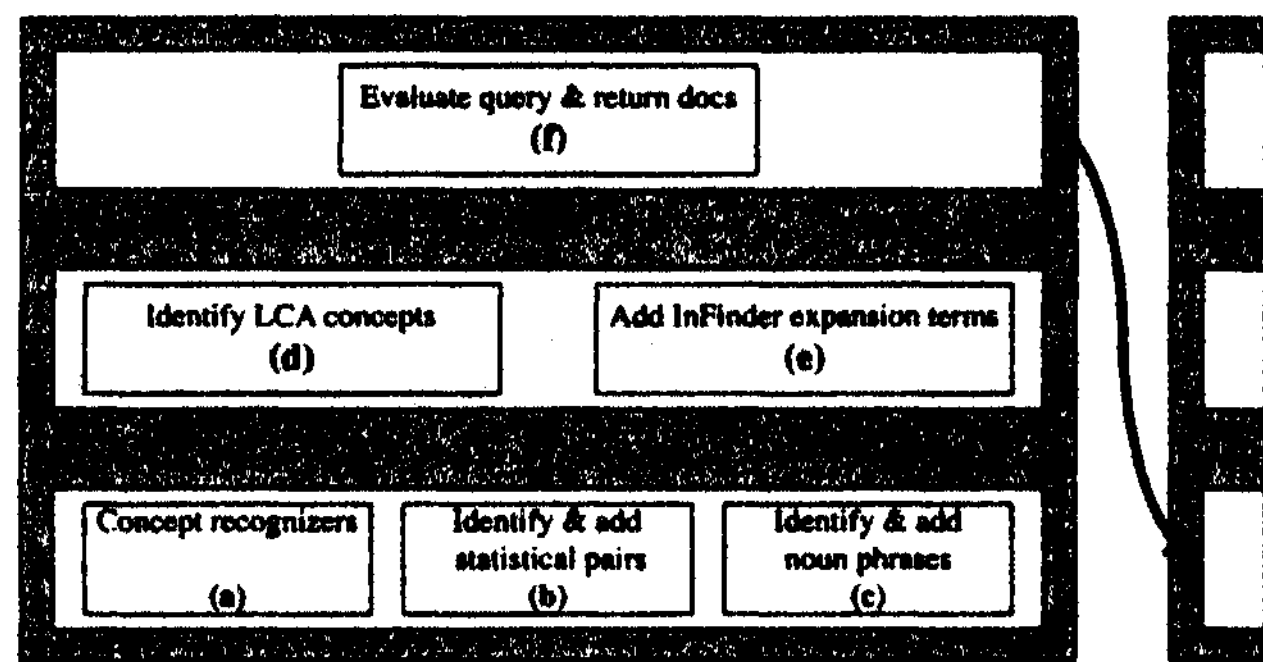 Evaluate query & return docs
(f)
Identify LCA concepts
(d)
Add InFinder expansion terms
(e)
Concept recognizers
(a)
Identify & add
statistical pairs
(b)
Identify & add
noun phrases
(c)